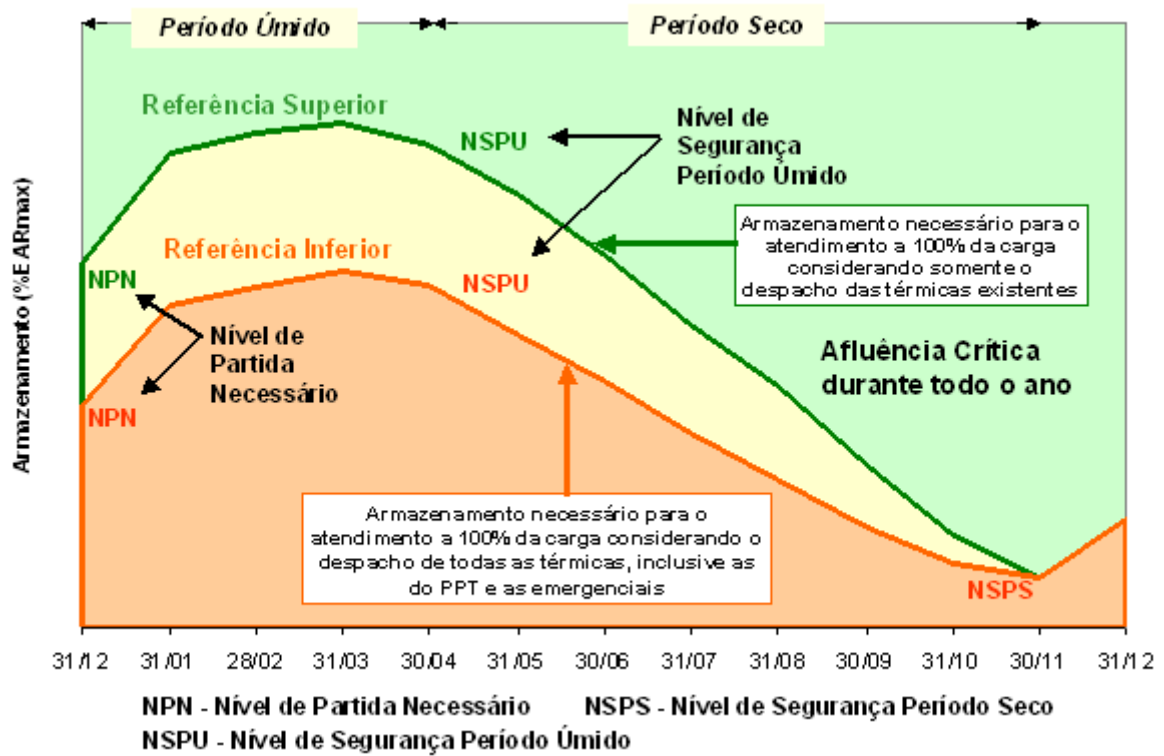 Período Úmido
Período Seco
Referência Superior
NSPU
Nível de
Segurança
Período Úmido
Armazenamento necessário para o
atendimento a 100% da carga
considerando somente o
despacho das térmicas existentes
Referência Inferior
NSPU
NPN
Nível de
Partida
Necessário
NPN
Afluência Crítica
durante todo o ano
Armazenamento necessário para o
atendimento a 100% da carga considerando o
despacho de todas as térmicas, inclusive as
do PPT e as emergenciais
NSPS
Armazenamento (%EARmax)
31/12 31/01 28/02 31/03 30/04 31/05 30/06 31/07 31/08 30/09 31/10 30/11 31/12
NPN - Nível de Partida Necessário NSPS - Nível de Segurança Período Seco
NSPU - Nível de Segurança Período Úmido